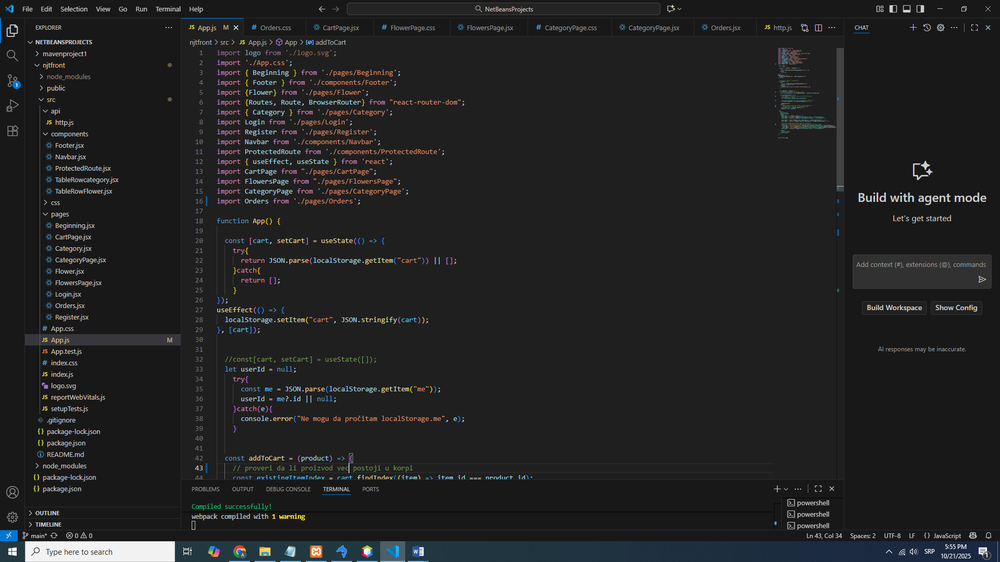 File Edit Selection View Go Run Terminal Help
NetBeansProjects
EXPLORER
NETBEANSPROJECTS
mavenproject1
njtfront
node_modules
public
src
api
JS http.js
components
Footer.jsx
Navbar.jsx
ProtectedRoute.jsx
TableRowcategory.jsx
TableRowFlower.jsx
css
pages
Beginning.jsx
CartPage.jsx
Category.jsx
CategoryPage.jsx
Flower.jsx
FlowersPage.jsx
Login.jsx
Orders.jsx
Register.jsx
# App.css
JS App.js M
JS App.test.js
# index.css
JS index.js
logo.svg
JS reportWebVitals.js
JS setupTests.js
.gitignore
{} package-lock.json
{} package.json
README.md
node_modules
{} package-lock.json
{} package.json
OUTLINE
TIMELINE
JS App.js M
# Orders.css
CartPage.jsx
# FlowerPage.css
FlowersPage.jsx
# CategoryPage.css
CategoryPage.jsx
Orders.jsx
JS http.js
njtfront > src > JS App.js > App > addToCart
1 import logo from './logo.svg';
2 import './App.css';
3 import { Beginning } from './pages/Beginning';
4 import { Footer } from './components/Footer';
5 import {Flower} from './pages/Flower';
6 import {Routes, Route, BrowserRouter} from "react-router-dom";
7 import { Category } from './pages/Category';
8 import Login from './pages/Login';
9 import Register from './pages/Register';
10 import Navbar from './components/Navbar';
11 import ProtectedRoute from './components/ProtectedRoute';
12 import { useEffect, useState } from 'react';
13 import CartPage from "./pages/CartPage";
14 import FlowersPage from "./pages/FlowersPage";
15 import CategoryPage from './pages/CategoryPage';
16 import Orders from './pages/Orders';
17
18 function App() {
19
20 const [cart, setCart] = useState(() => {
21 try{
22 return JSON.parse(localStorage.getItem("cart")) || [];
23 }catch{
24 return [];
25 }
26 });
27 useEffect(() => {
28 localStorage.setItem("cart", JSON.stringify(cart));
29 }, [cart]);
30
31
32 //const[cart, setCart] = useState([]);
33 let userId = null;
34 try{
35 const me = JSON.parse(localStorage.getItem("me"));
36 userId = me?.id || null;
37 }catch(e){
38 console.error("Ne mogu da pročitam localStorage.me", e);
39 }
40
41
42 const addToCart = (product) => {
43 // proveri da li proizvod vec postoji u korpi
44 const existingItemIndex = cart.findIndex((item) => item.id === product.id);
PROBLEMS OUTPUT DEBUG CONSOLE TERMINAL PORTS
Compiled successfully!
webpack compiled with 1 warning
powershell
powershell
powershell
CHAT
Build with agent mode
Let's get started
Add context (#), extensions (@), commands
Build Workspace Show Config
AI responses may be inaccurate.
1
main* 0 0
Ln 43, Col 34 Spaces: 2 UTF-8 LF {} JavaScript
Type here to search
SRP
5:55 PM
10/21/2025
1